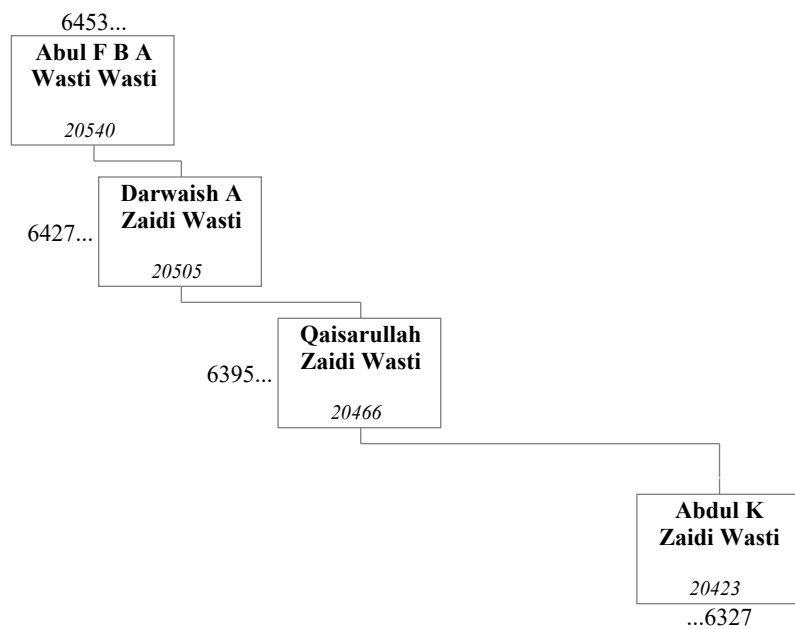 6453...
Abul F B A
Wasti Wasti
20540
Darwaish A
Zaidi Wasti
6427...
20505
Qaisarullah
Zaidi Wasti
6395...
20466
Abdul K
Zaidi Wasti
20423
...6327